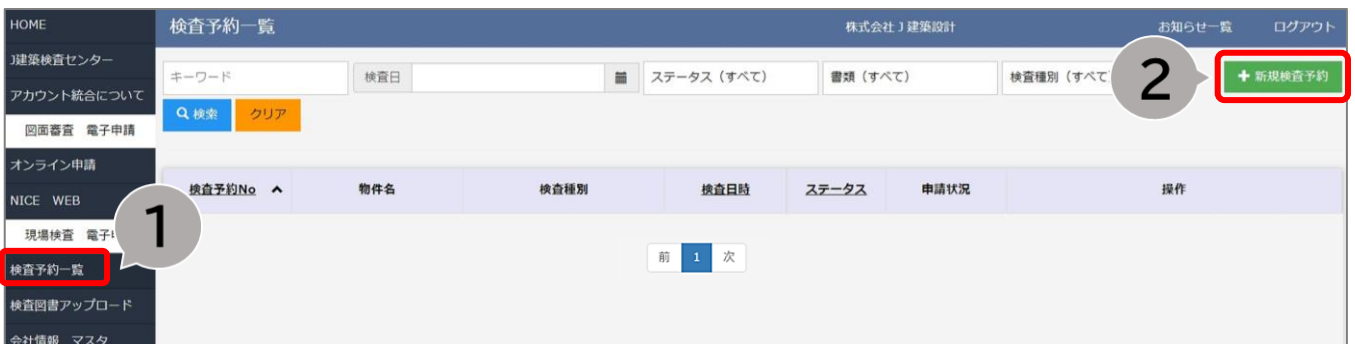 HOME
J建築検査センター
アカウント統合について
図面審査 電子申請
オンライン申請
NICE WEB
現場検査 電子
検査予約一覧
検査図書アップロード
会社情報 マスタ
検査予約一覧
株式会社J建築設計
お知らせ一覧
ログアウト
キーワード
検査日
ステータス（すべて）
書類（すべて）
検査種別（すべて
新規検査予約
検索
クリア
検査予約No
物件名
検査種別
検査日時
ステータス
申請状況
操作
前 1 次
1
2